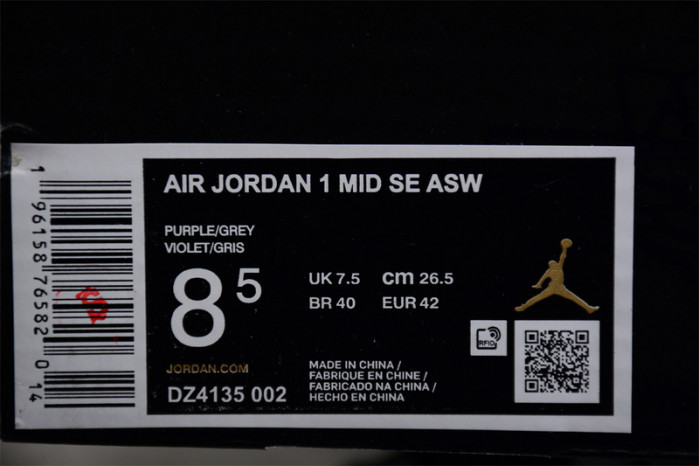 AIR JORDAN 1 MID SE ASW
PURPLE/GREY
VIOLET/GRIS
8 5
UK 7.5 cm 26.5
BR 40 EUR 42
JORDAN.COM
DZ4135 002
MADE IN CHINA /
FABRIQUE EN CHINE /
FABRICADO NA CHINA /
HECHO EN CHINA
RFID
1 96158 76582 0 14